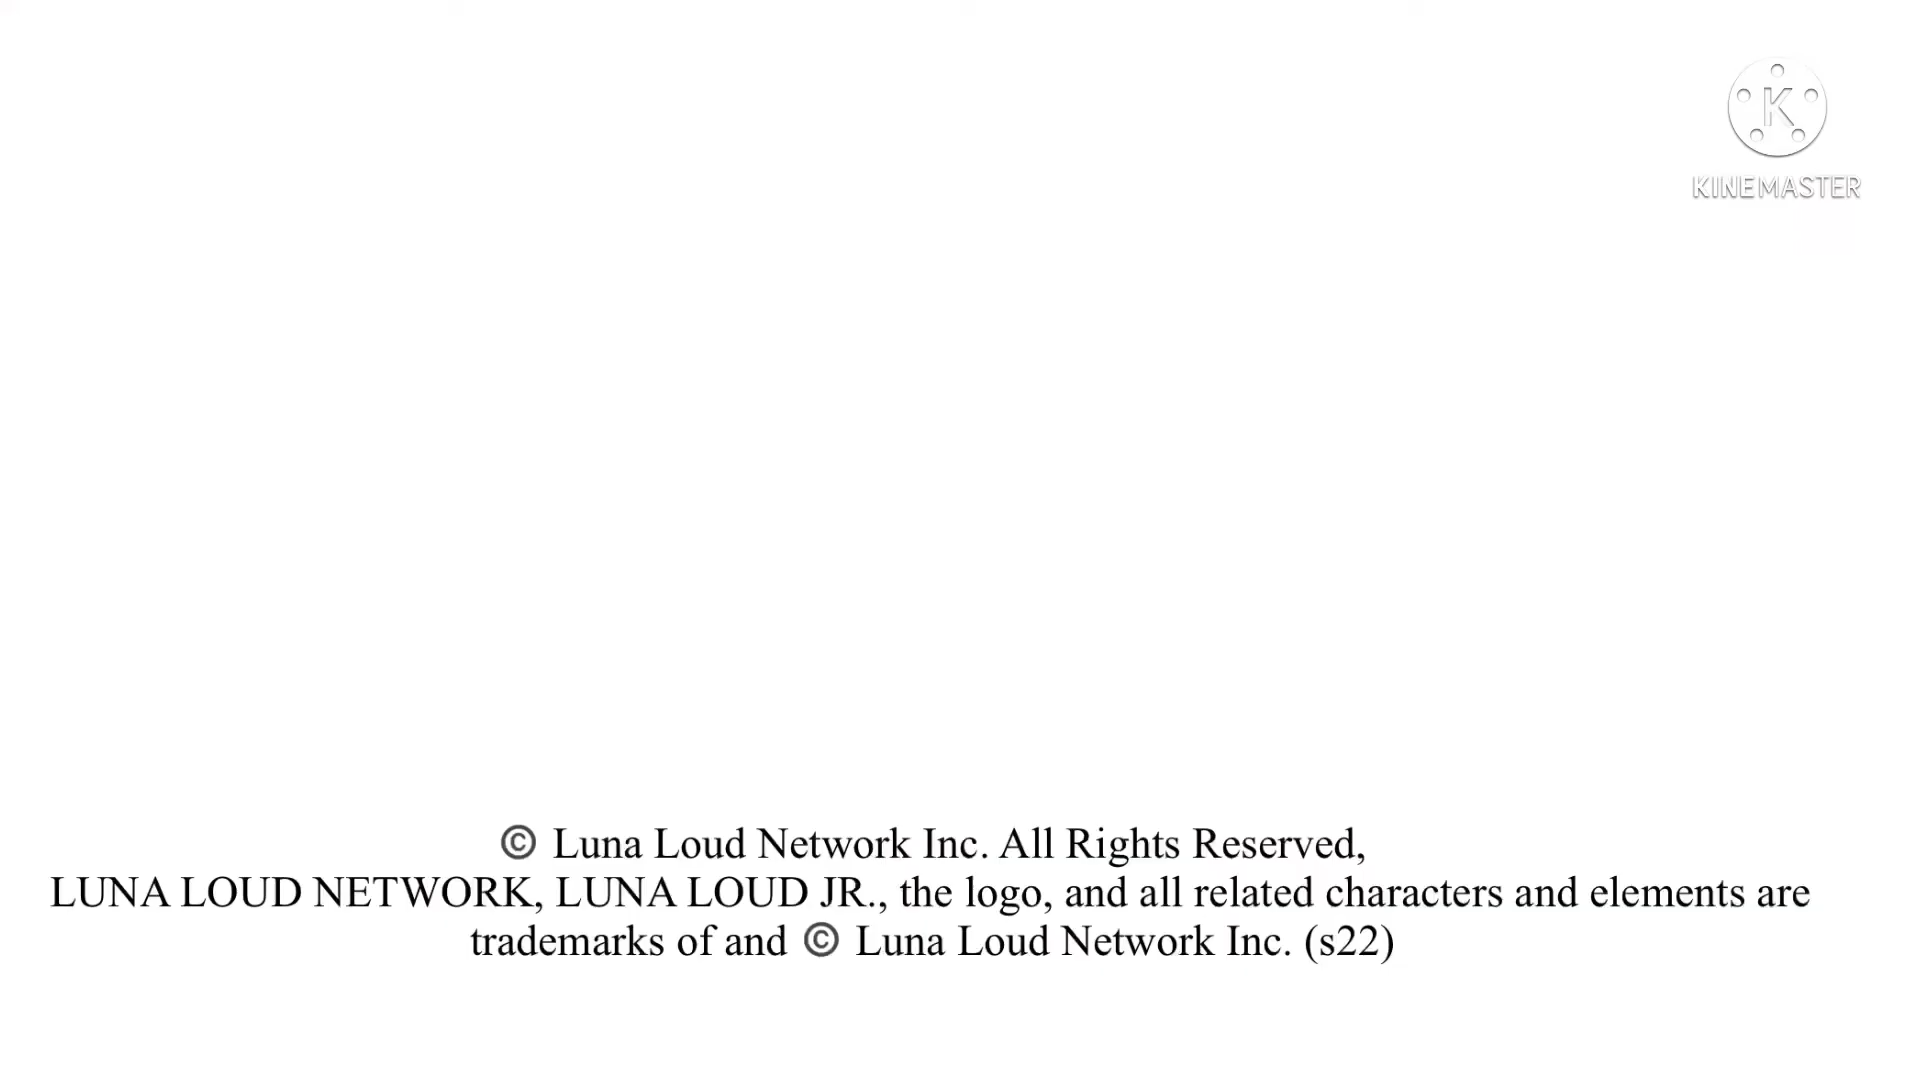 K
KINEMASTER
© Luna Loud Network Inc. All Rights Reserved,
LUNA LOUD NETWORK, LUNA LOUD JR., the logo, and all related characters and elements are
trademarks of and © Luna Loud Network Inc. (s22)